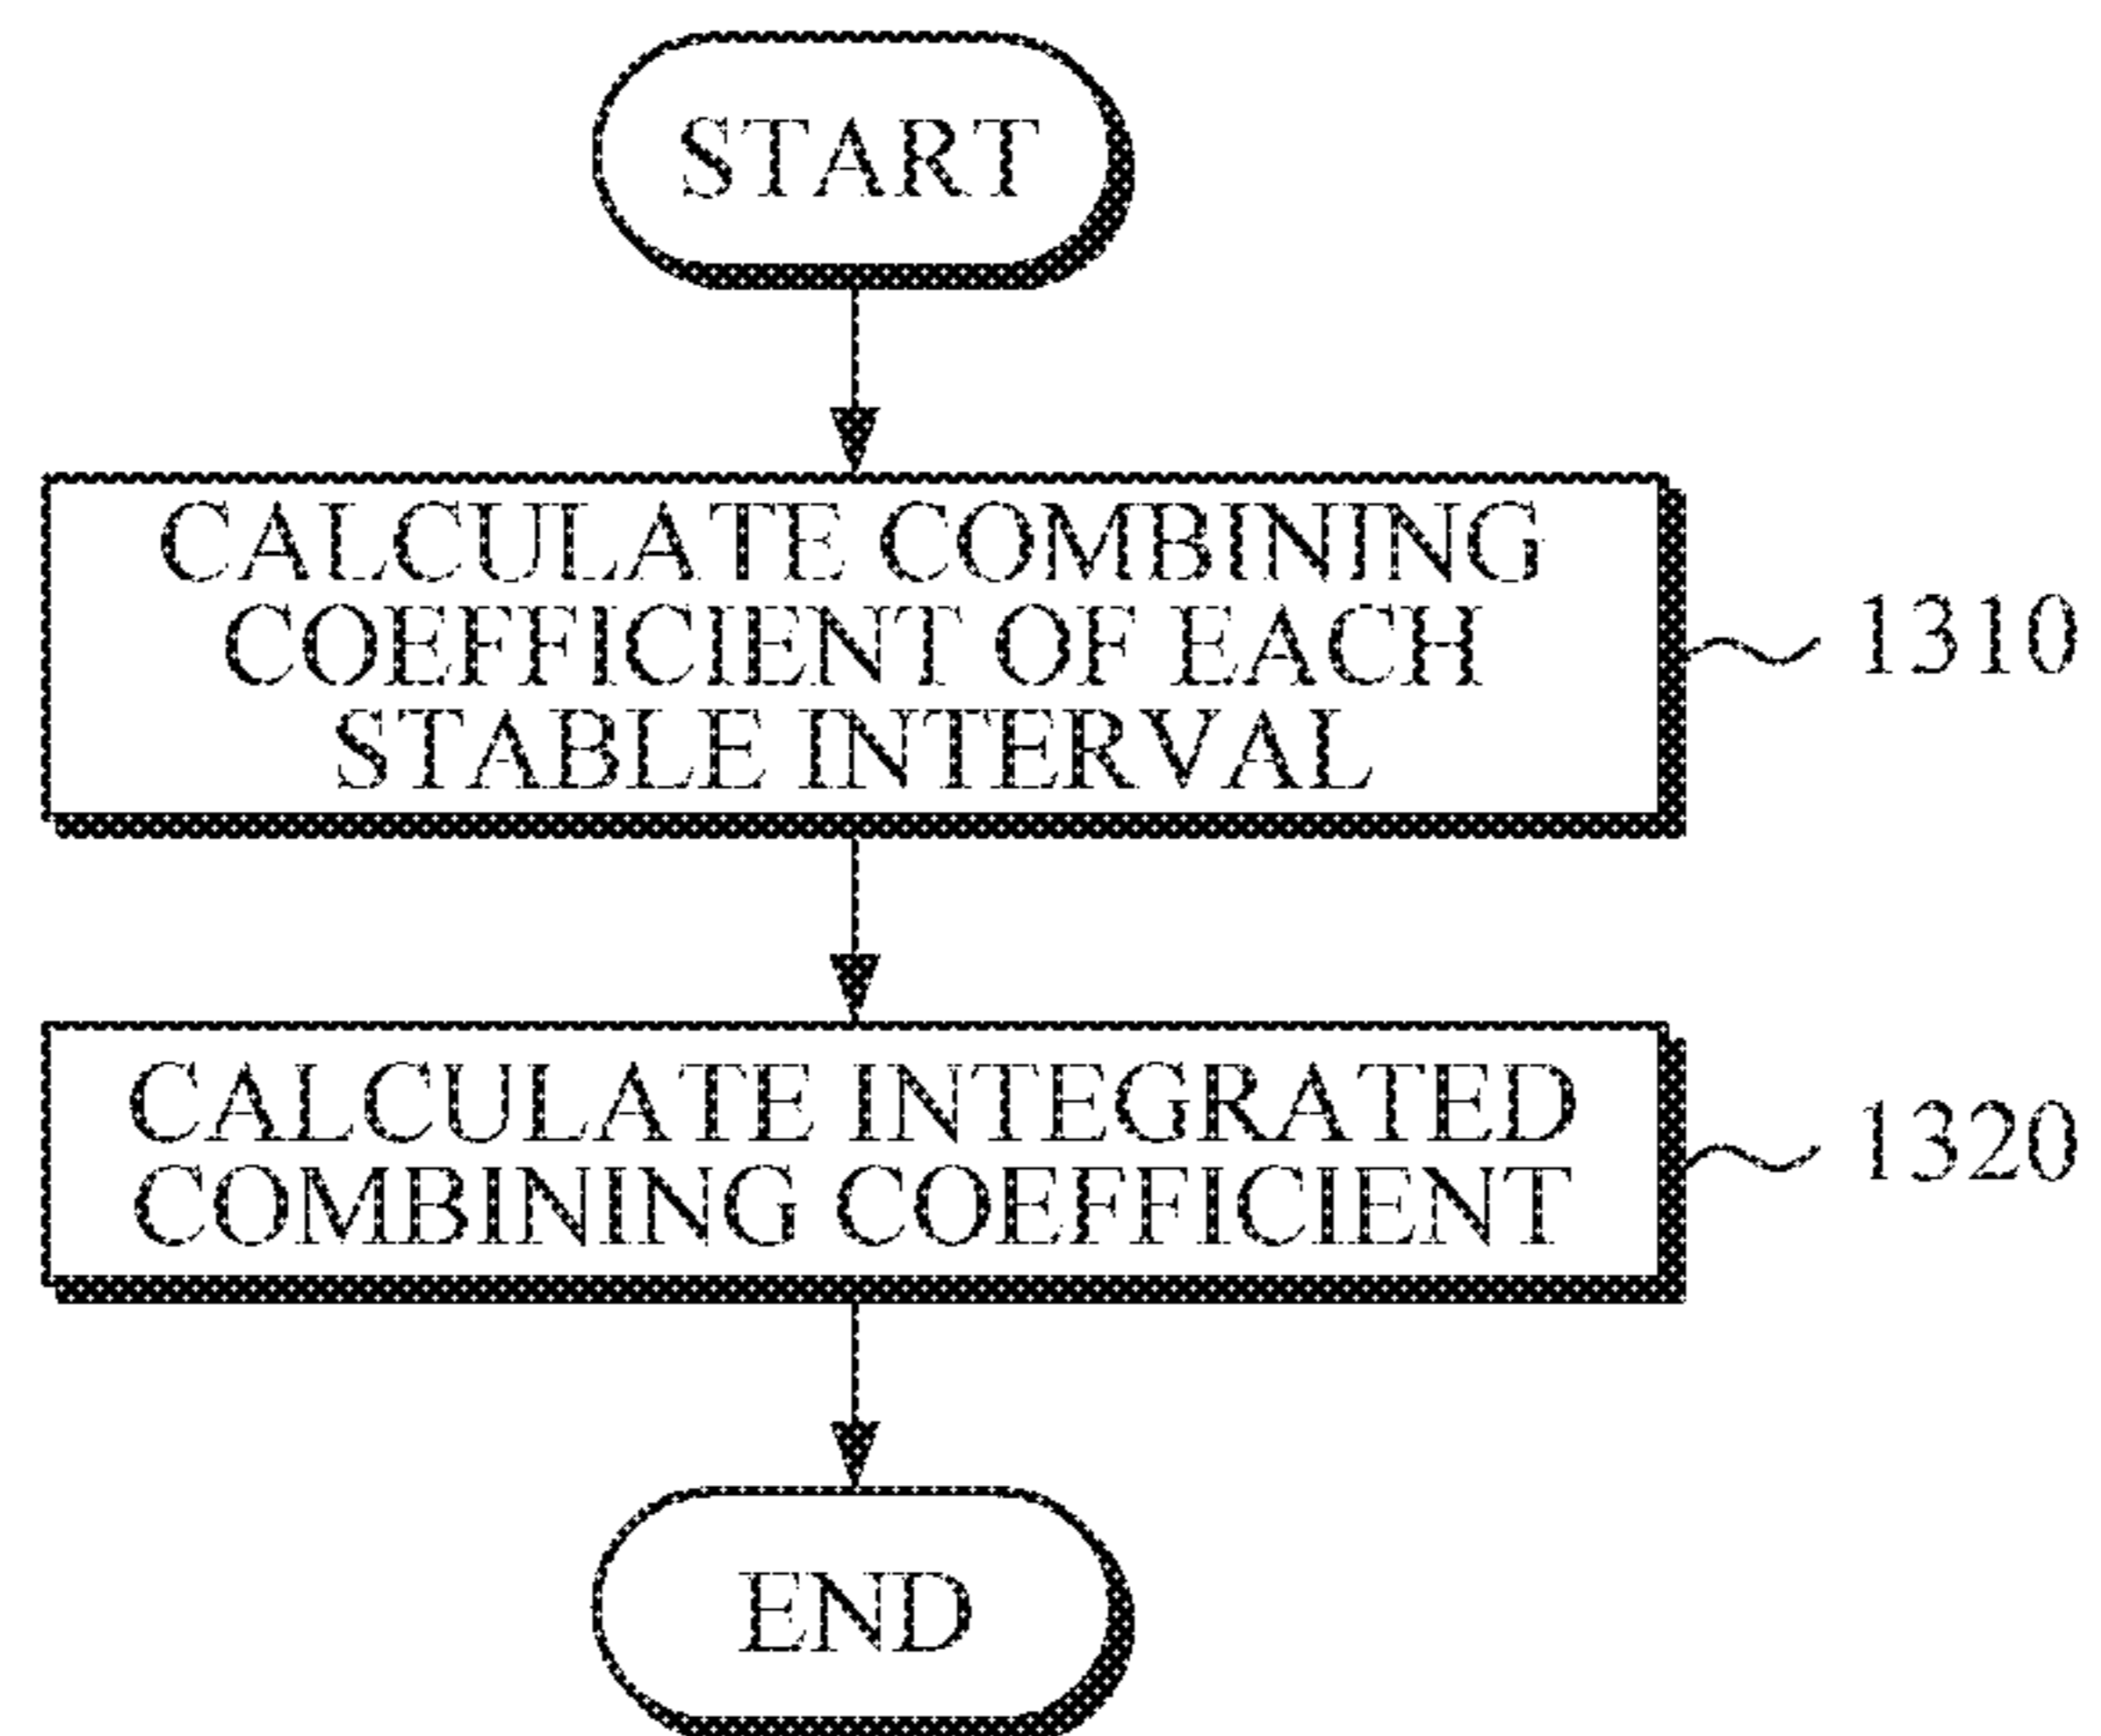 START
CALCULATE COMBINING
COEFFICIENT OF EACH
STABLE INTERVAL
1310
CALCULATE INTEGRATED
COMBINING COEFFICIENT
1320
END